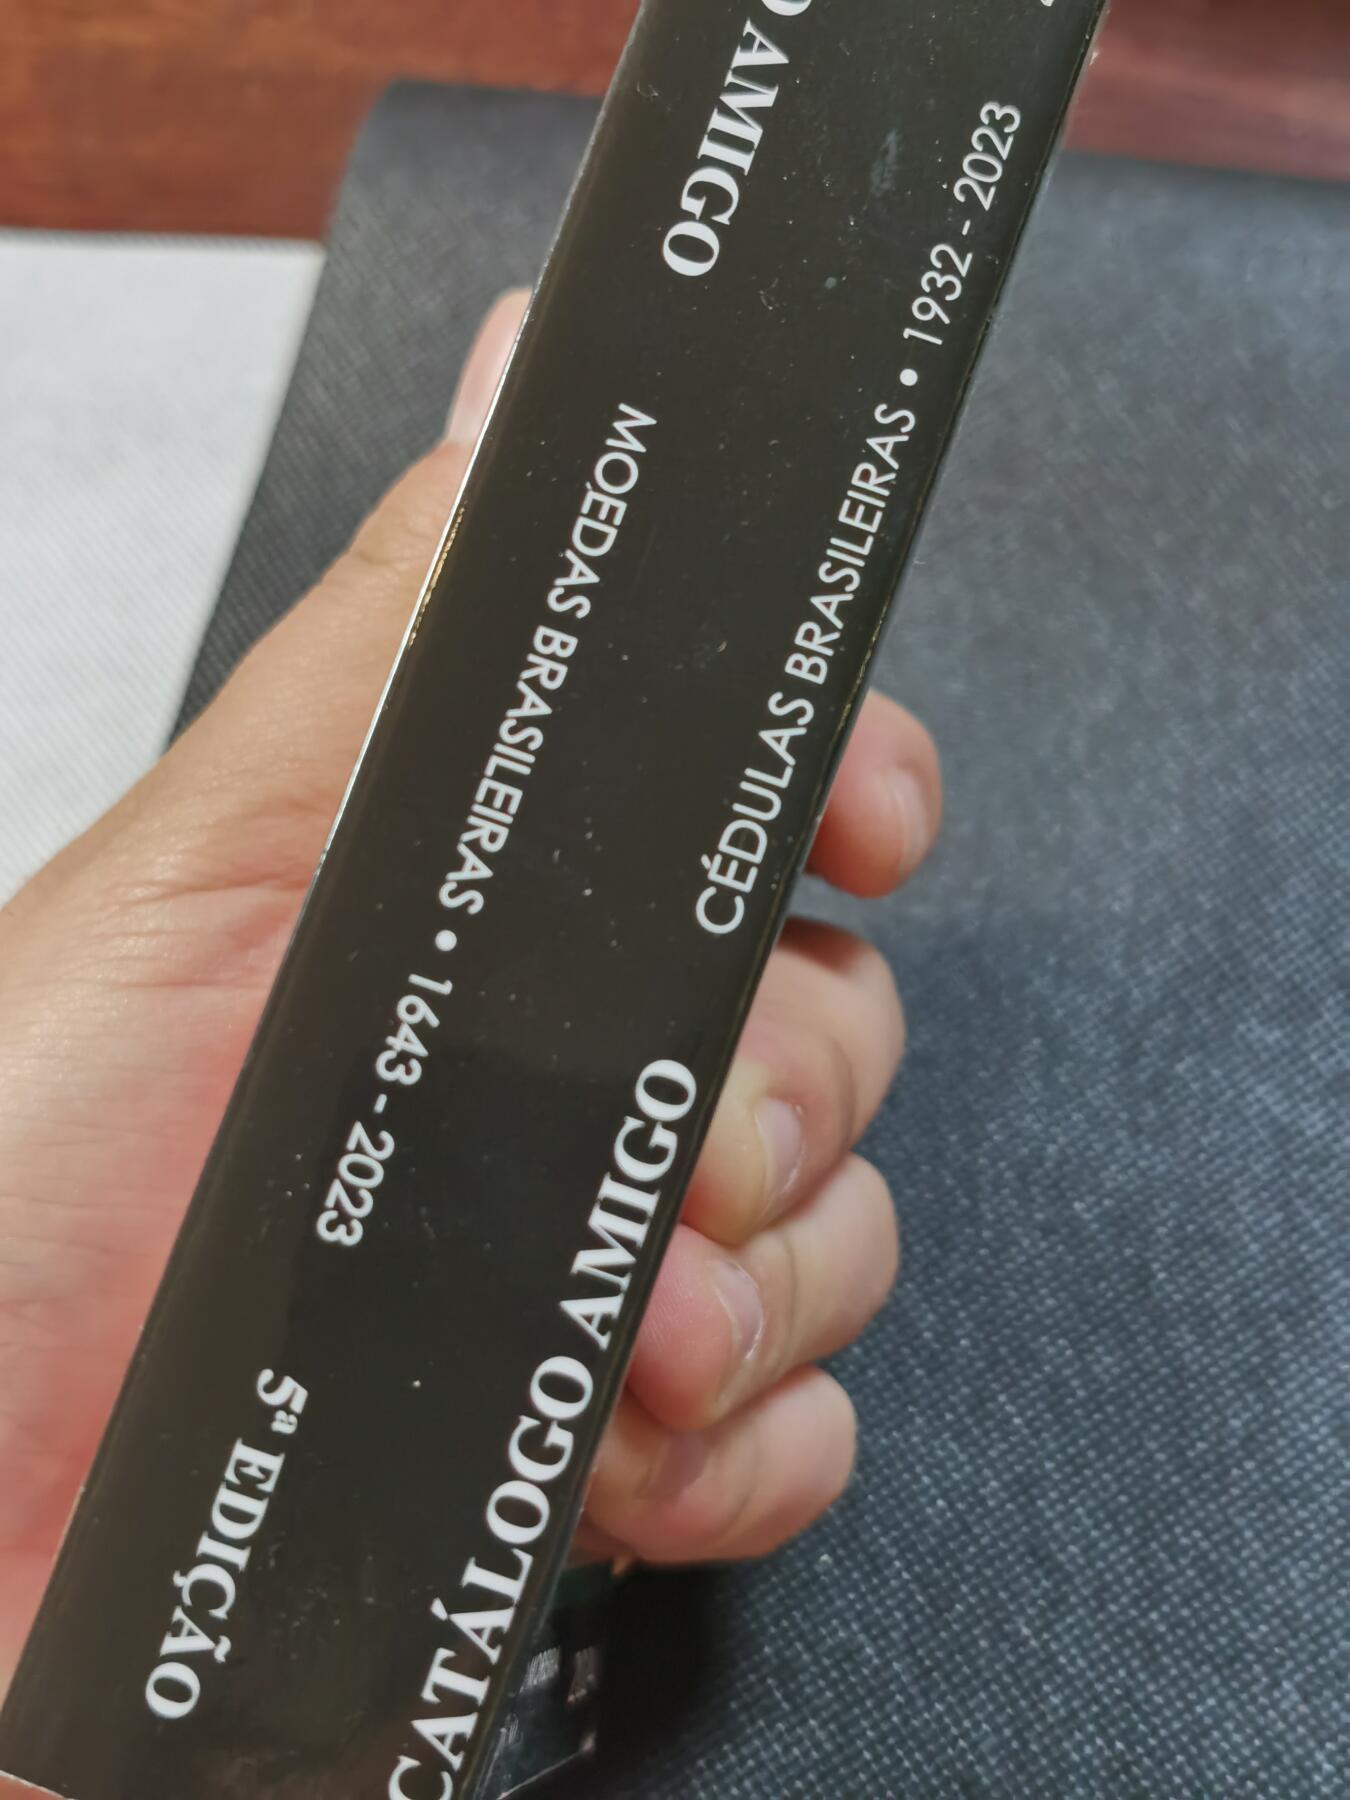 O AMIGO
MOEDAS BRASILEIRAS • 1643 - 2023
5ª EDIÇÃO
CATÁLOGO AMIGO
CÉDULAS BRASILEIRAS • 1932 - 2023